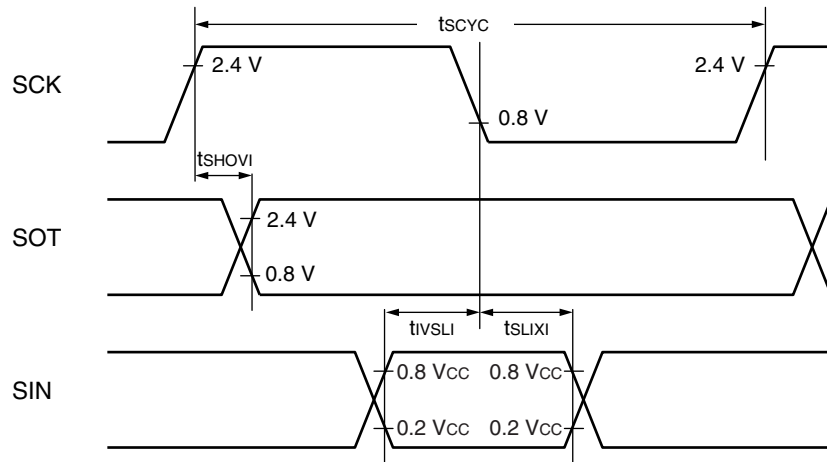 tSCYC
SCK
2.4 V
2.4 V
0.8 V
tSHOVI
SOT
2.4 V
0.8 V
tIVSLI
tSLIXI
SIN
0.8 VCC
0.8 VCC
0.2 VCC
0.2 VCC